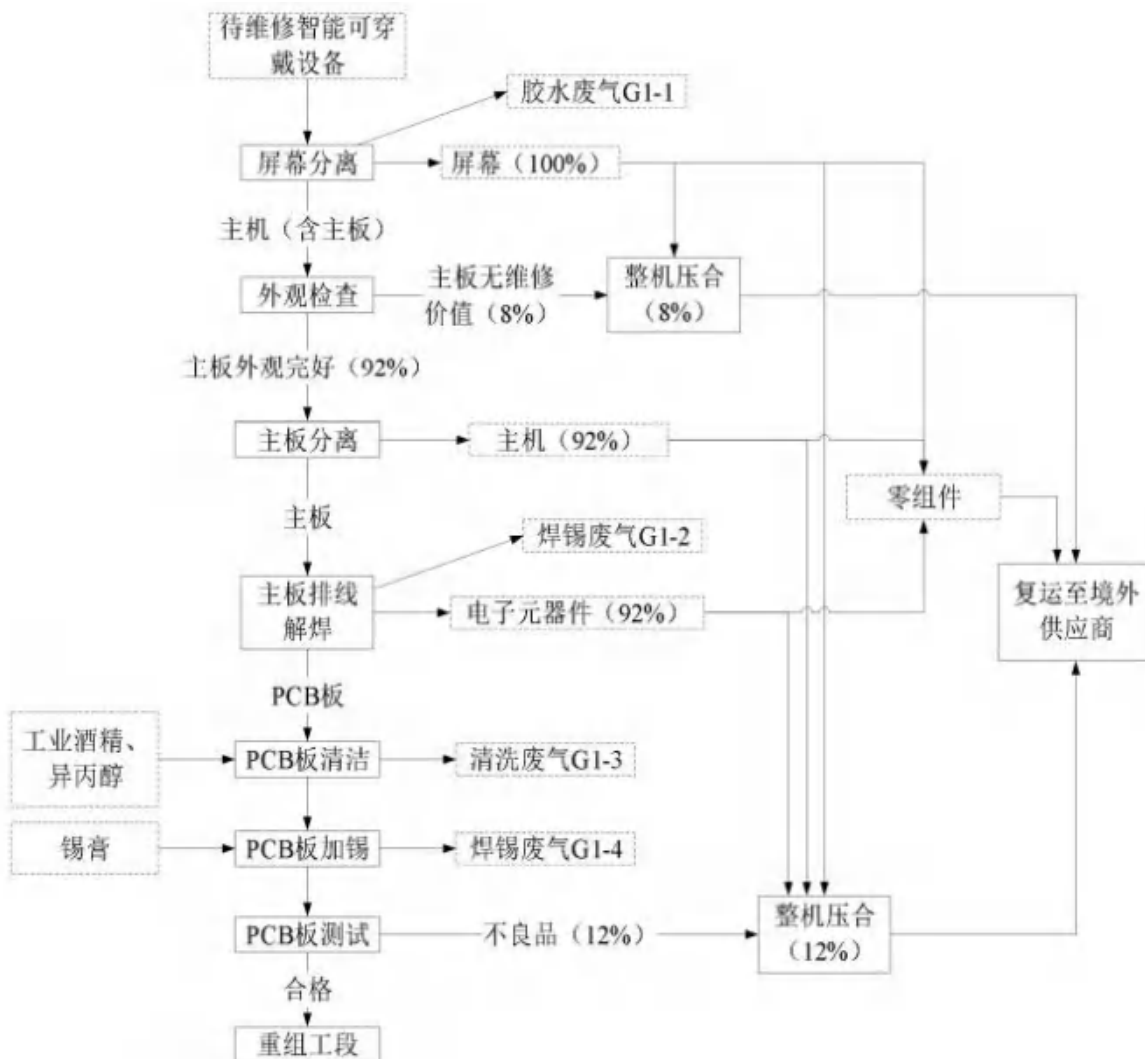 待维修智能可穿
戴设备
胶水废气G1-1
屏幕分离
屏幕（100%）
主机（含主板）
外观检查
主板无维修
价值（8%）
整机压合
（8%）
主板外观完好（92%）
主板分离
主机（92%）
零组件
主板
焊锡废气G1-2
主板排线
解焊
电子元器件（92%）
复运至境外
供应商
PCB板
工业酒精、
异丙醇
PCB板清洁
清洗废气G1-3
锡膏
PCB板加锡
焊锡废气G1-4
PCB板测试
不良品（12%）
整机压合
（12%）
合格
重组工段